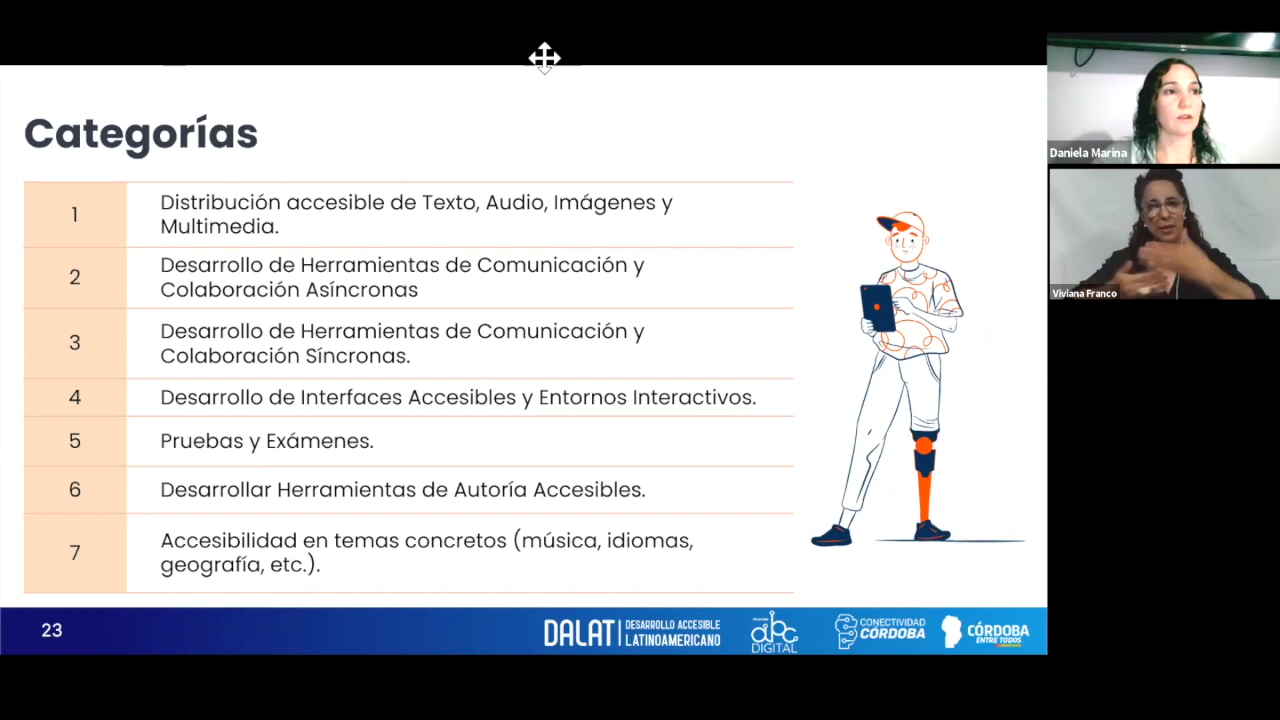 Categorías
1
Distribución accesible de Texto, Audio, Imágenes y
Multimedia.
2
Desarrollo de Herramientas de Comunicación y
Colaboración Asíncronas
3
Desarrollo de Herramientas de Comunicación y
Colaboración Síncronas.
4
Desarrollo de Interfaces Accesibles y Entornos Interactivos.
5
Pruebas y Exámenes.
6
Desarrollar Herramientas de Autoría Accesibles.
7
Accesibilidad en temas concretos (música, idiomas,
geografía, etc.).
23
DALAT
DESARROLLO ACCESIBLE
LATINOAMERICANO
abc
DIGITAL
CONECTIVIDAD
CÓRDOBA
CÓRDOBA
ENTRE TODOS
Daniela Marina
Viviana Franco